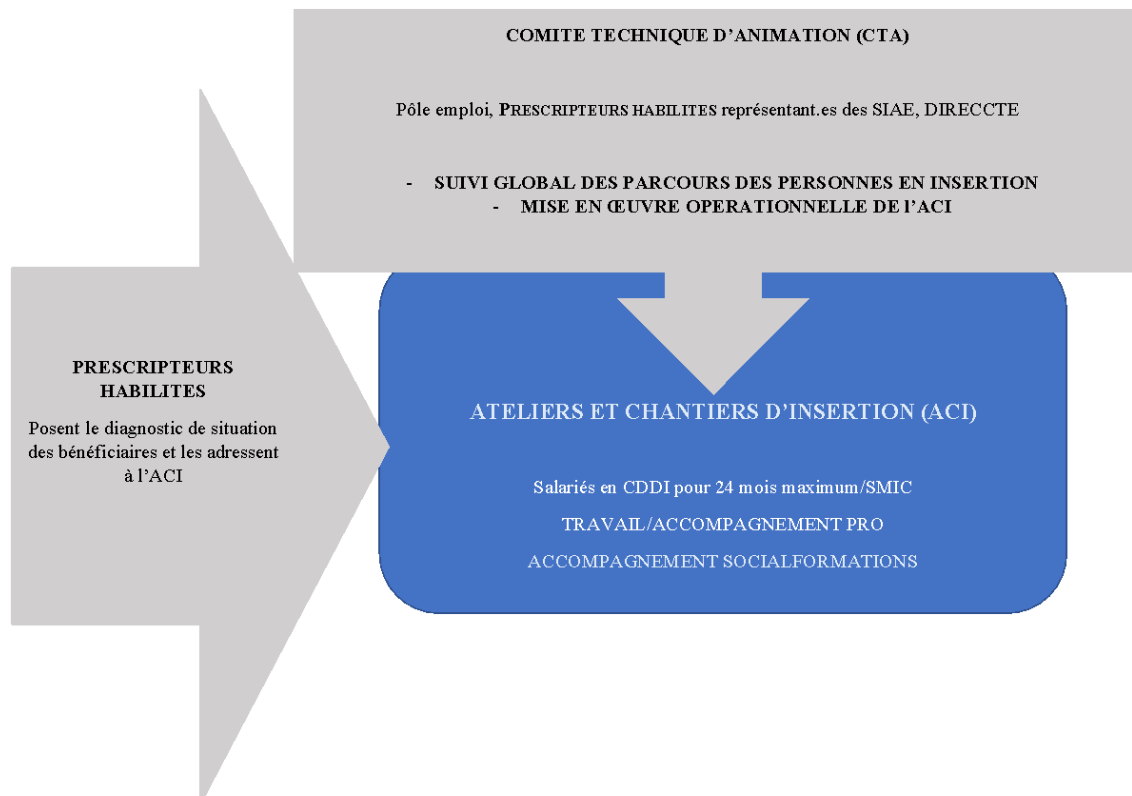 COMITE TECHNIQUE D'ANIMATION (CTA)
Pôle emploi, PRESCRIPTEURS HABILITES représentant.es des SIAE, DIRECCTE
- SUIVI GLOBAL DES PARCOURS DES PERSONNES EN INSERTION
- MISE EN ŒUVRE OPERATIONNELLE DE l'ACI
PRESCRIPTEURS
HABILITES
Posent le diagnostic de situation
des bénéficiaires et les adressent
à l'ACI
ATELIERS ET CHANTIERS D'INSERTION (ACI)
Salariés en CDDI pour 24 mois maximum/SMIC
TRAVAIL/ACCOMPAGNEMENT PRO
ACCOMPAGNEMENT SOCIALFORMATIONS